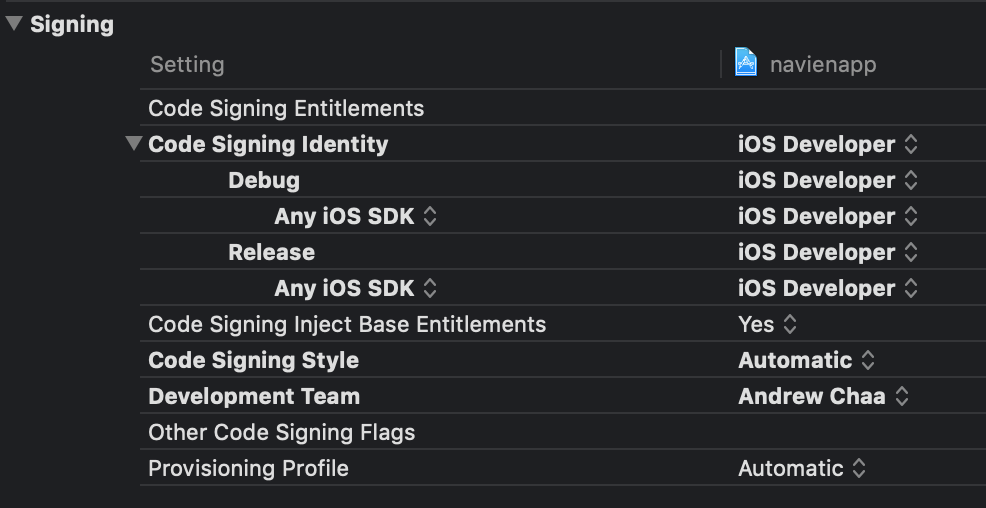 Signing
Setting navienapp
Code Signing Entitlements
Code Signing Identity iOS Developer
Debug iOS Developer
Any iOS SDK iOS Developer
Release iOS Developer
Any iOS SDK iOS Developer
Code Signing Inject Base Entitlements Yes
Code Signing Style Automatic
Development Team Andrew Chaa
Other Code Signing Flags
Provisioning Profile Automatic